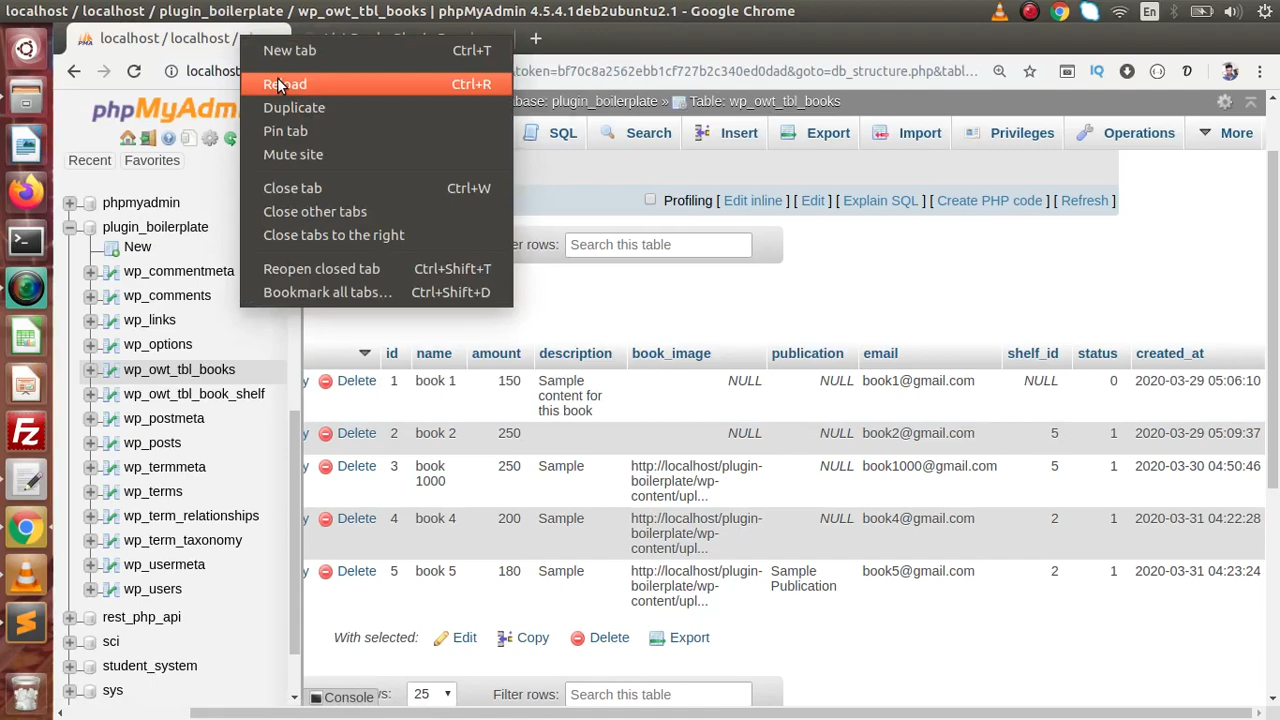 localhost / localhost / plugin_boilerplate / wp_owt_tbl_books | phpMyAdmin 4.5.4.1deb2ubuntu2.1 - Google Chrome
En
PMA localhost / localhost /
localhost
token=bf70c8a2562ebb1cf727b2c340ed0dad&goto=db_structure.php&tabl…
IQ
New tab Ctrl+T
Reload Ctrl+R
Duplicate
Pin tab
Mute site
Close tab Ctrl+W
Close other tabs
Close tabs to the right
Reopen closed tab Ctrl+Shift+T
Bookmark all tabs… Ctrl+Shift+D
phpMyAdm
Recent Favorites
phpmyadmin
plugin_boilerplate
New
wp_commentmeta
wp_comments
wp_links
wp_options
wp_owt_tbl_books
wp_owt_tbl_book_shelf
wp_postmeta
wp_posts
wp_termmeta
wp_terms
wp_term_relationships
wp_term_taxonomy
wp_usermeta
wp_users
rest_php_api
sci
student_system
sys
base: plugin_boilerplate » Table: wp_owt_tbl_books
SQL Search Insert Export Import Privileges Operations More
Profiling [ Edit inline ] [ Edit ] [ Explain SQL ] [ Create PHP code ] [ Refresh ]
er rows: Search this table
id name amount description book_image publication email shelf_id status created_at
y Delete 1 book 1 150 Sample content for this book NULL NULL book1@gmail.com NULL 0 2020-03-29 05:06:10
y Delete 2 book 2 250 NULL NULL book2@gmail.com 5 1 2020-03-29 05:09:37
y Delete 3 book 1000 250 Sample http://localhost/plugin-boilerplate/wp-content/upl... NULL book1000@gmail.com 5 1 2020-03-30 04:50:46
y Delete 4 book 4 200 Sample http://localhost/plugin-boilerplate/wp-content/upl... NULL book4@gmail.com 2 1 2020-03-31 04:22:28
y Delete 5 book 5 180 Sample http://localhost/plugin-boilerplate/wp-content/upl... Sample Publication book5@gmail.com 2 1 2020-03-31 04:23:24
With selected: Edit Copy Delete Export
Console
s: 25 Filter rows: Search this table